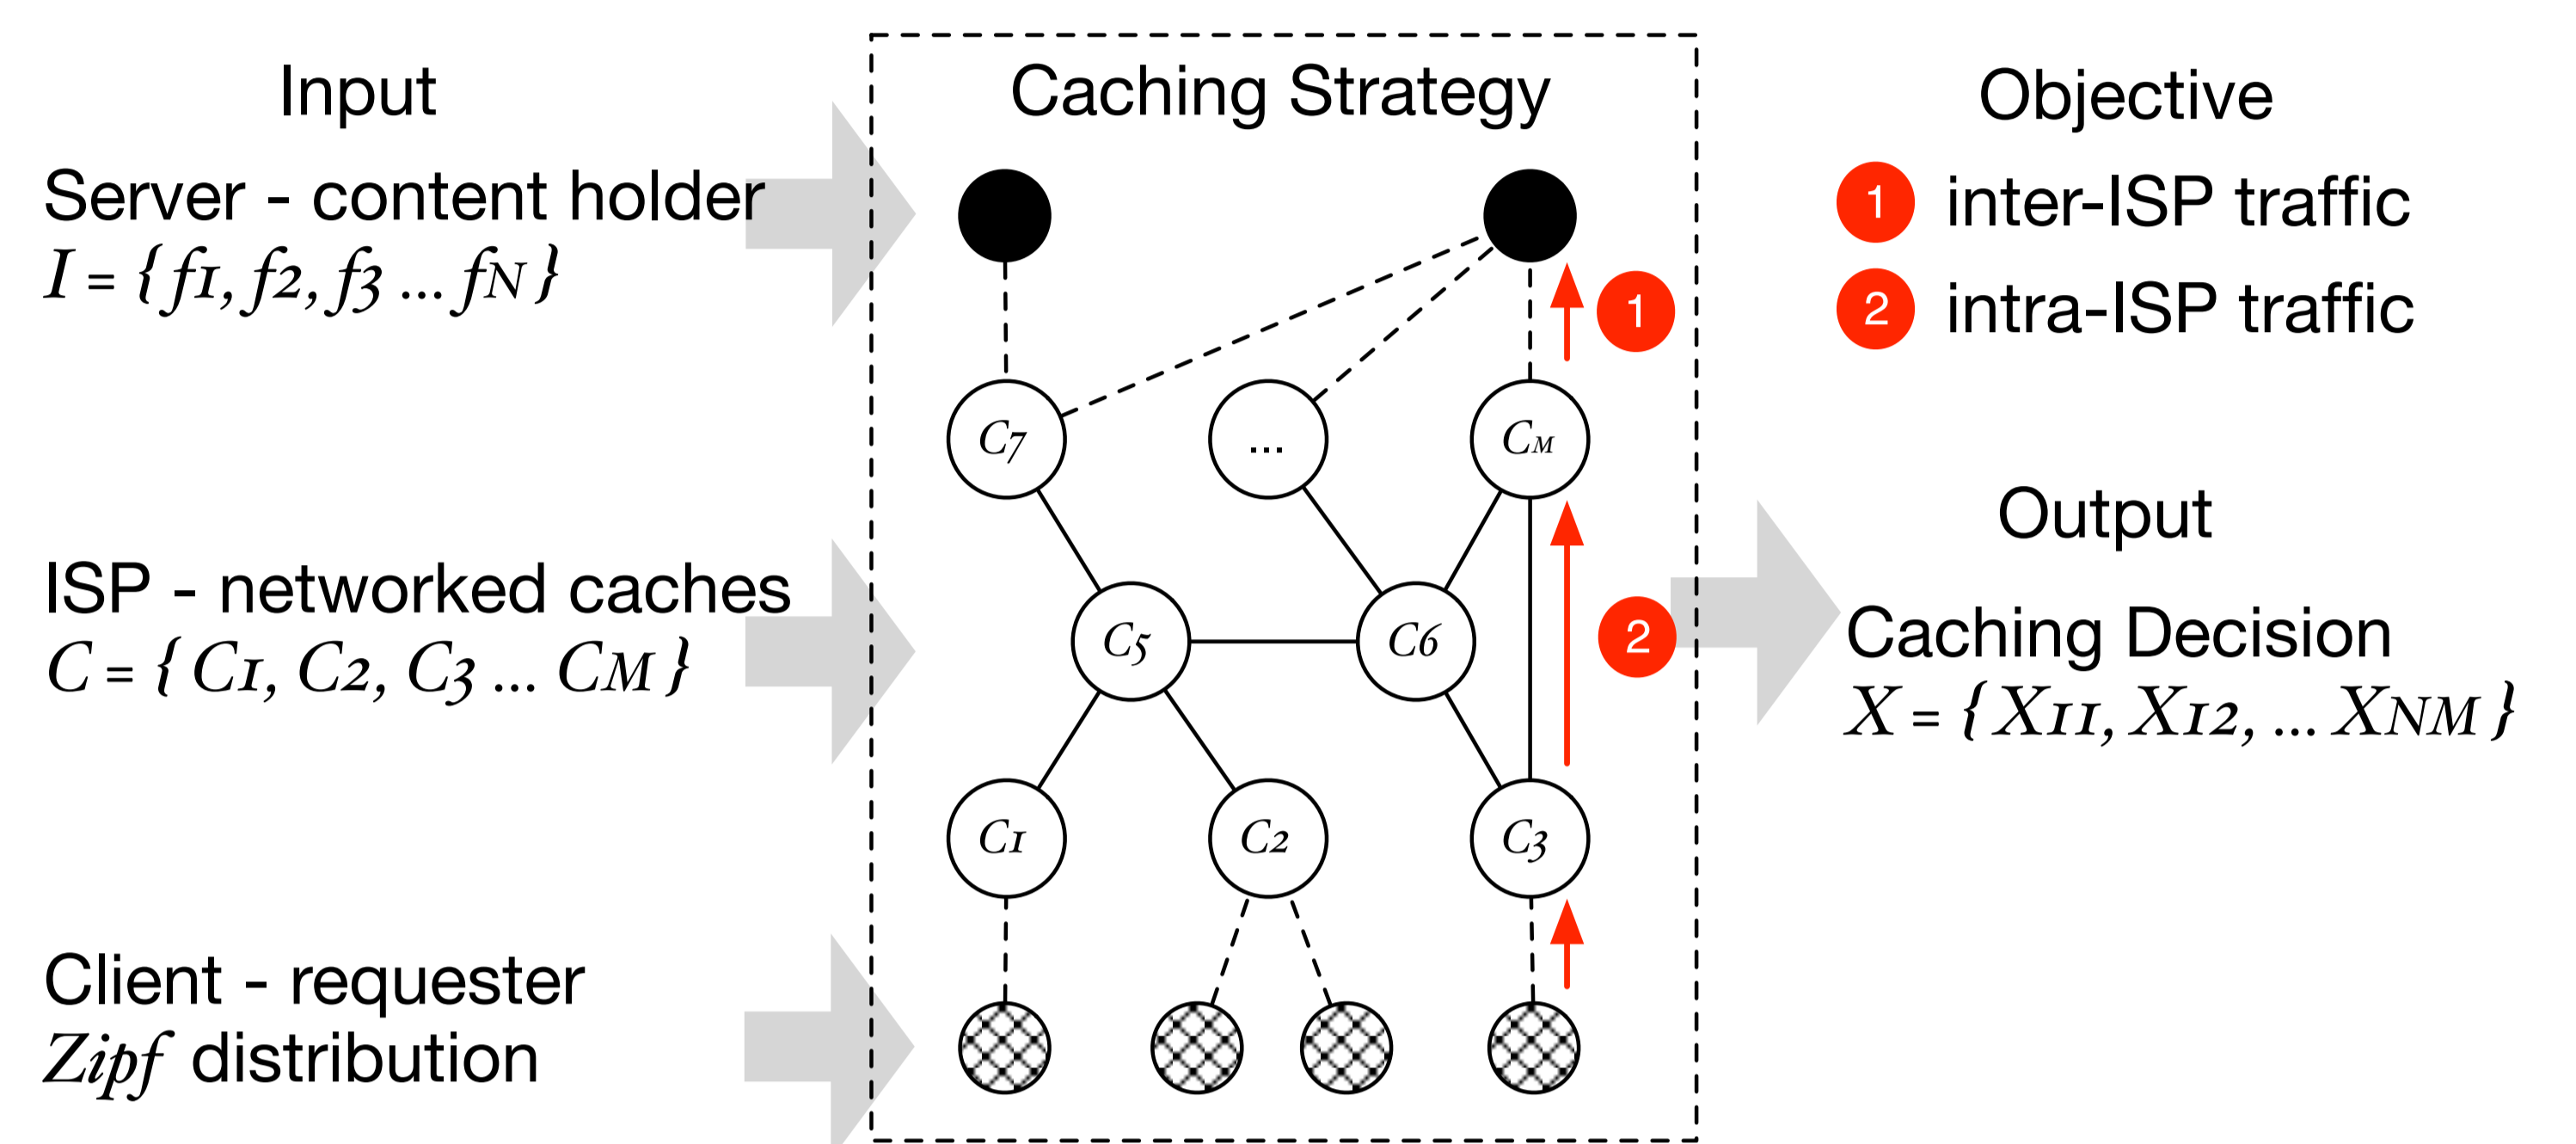 Input
Server - content holder
I = { f1, f2, f3 ... fN }
ISP - networked caches
C = { C1, C2, C3 ... CM }
Client - requester
Zipf distribution
Caching Strategy
1
C7
...
CM
C5
C6
2
C1
C2
C3
Objective
1 inter-ISP traffic
2 intra-ISP traffic
Output
Caching Decision
X = { X11, X12, ... XNM }